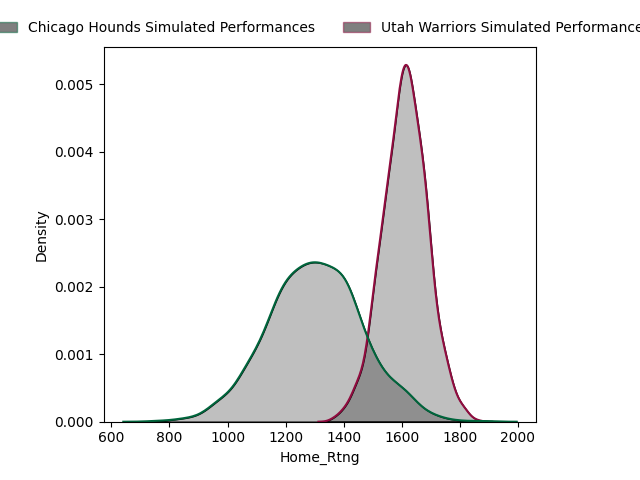 Chicago Hounds Simulated Performances Utah Warriors Simulated Performance
0.005
0.004
0.003
0.002
0.001
0.000
Density
600 800 1000 1200 1400 1600 1800 2000
Home_Rtng